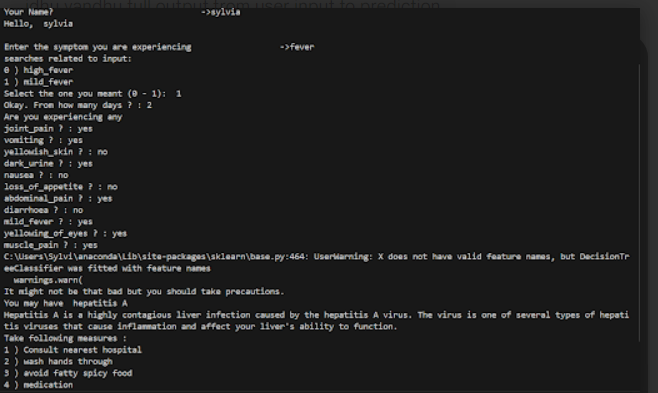 Your Name? ->sylvia
Hello, sylvia
Enter the symptom you are experiencing ->fever
searches related to input:
0 ) high_fever
1 ) mild_fever
Select the one you meant (0 - 1): 1
Okay. From how many days ? : 2
Are you experiencing any
joint_pain ? : yes
vomiting ? : yes
yellowish_skin ? : no
dark_urine ? : yes
nausea ? : no
loss_of_appetite ? : no
abdominal_pain ? : yes
diarrhoea ? : no
mild_fever ? : yes
yellowing_of_eyes ? : yes
muscle_pain ? : yes
C:\Users\Sylvi\anaconda\Lib\site-packages\sklearn\base.py:464: UserWarning: X does not have valid feature names, but DecisionTr
eeClassifier was fitted with feature names
warnings.warn(
It might not be that bad but you should take precautions.
You may have hepatitis A
Hepatitis A is a highly contagious liver infection caused by the hepatitis A virus. The virus is one of several types of hepati
tis viruses that cause inflammation and affect your liver's ability to function.
Take following measures :
1 ) Consult nearest hospital
2 ) wash hands through
3 ) avoid fatty spicy food
4 ) medication